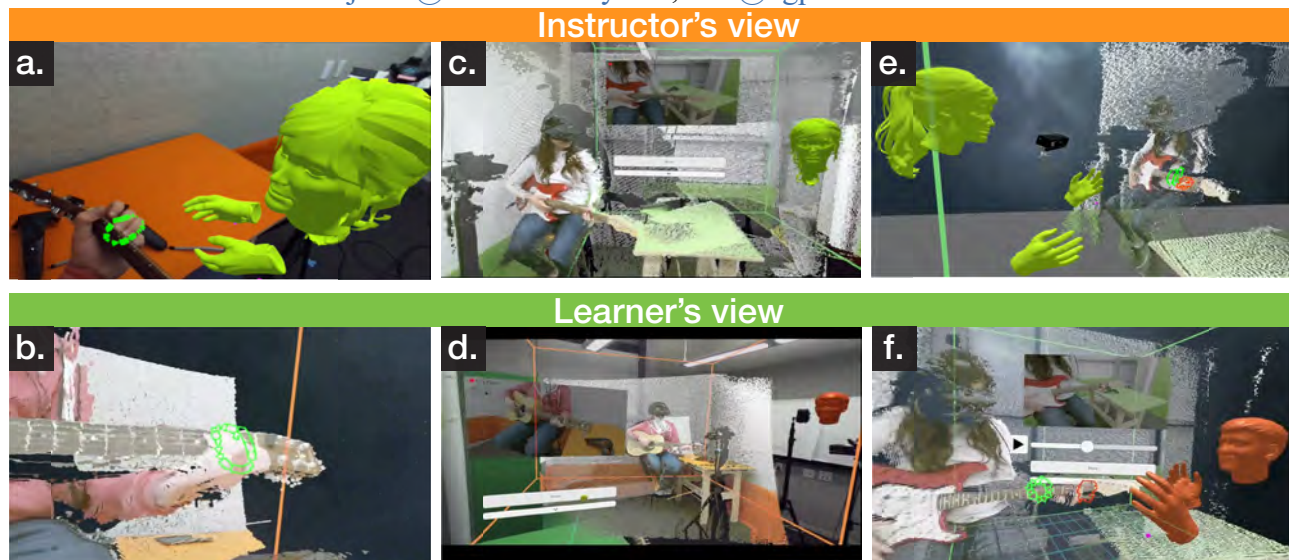 Instructor's view
a.
c.
e.
Learner's view
b.
d.
f.